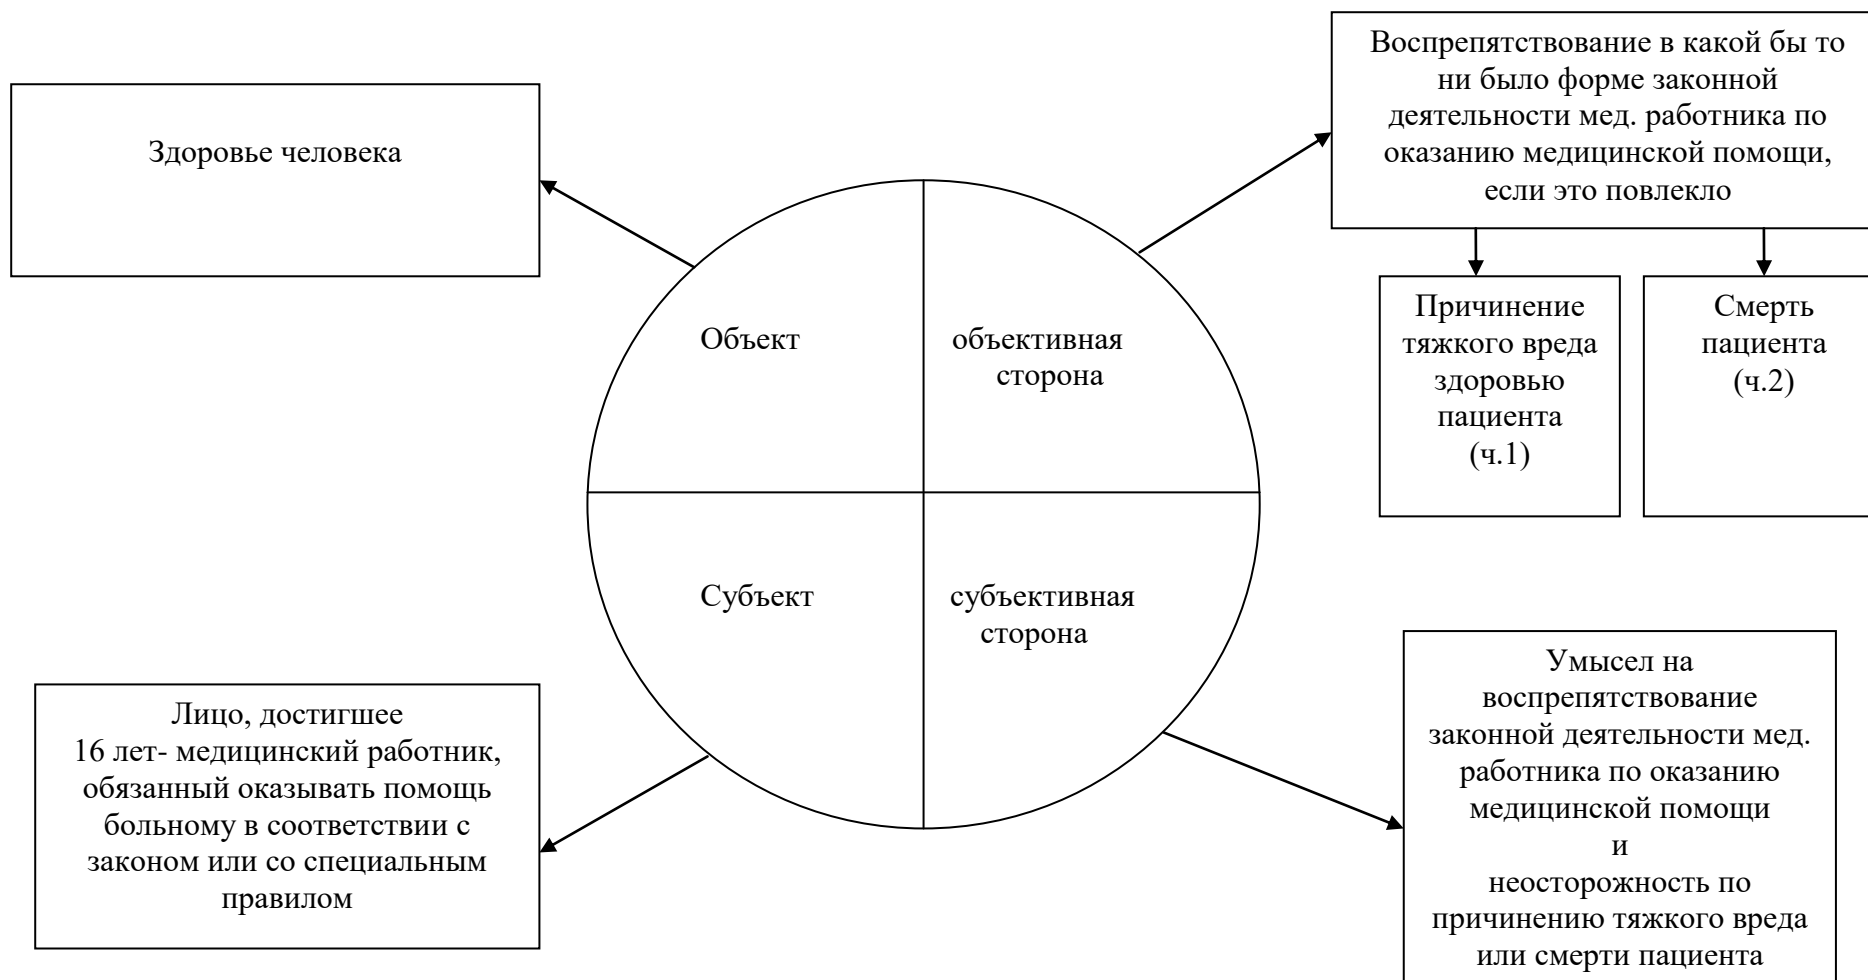 Здоровье человека
Воспрепятствование в какой бы то
ни было форме законной
деятельности мед. работника по
оказанию медицинской помощи,
если это повлекло
Причинение
тяжкого вреда
здоровью
пациента
(ч.1)
Смерть
пациента
(ч.2)
Объект
объективная
сторона
Субъект
субъективная
сторона
Лицо, достигшее
16 лет- медицинский работник,
обязанный оказывать помощь
больному в соответствии с
законом или со специальным
правилом
Умысел на
воспрепятствование
законной деятельности мед.
работника по оказанию
медицинской помощи
и
неосторожность по
причинению тяжкого вреда
или смерти пациента